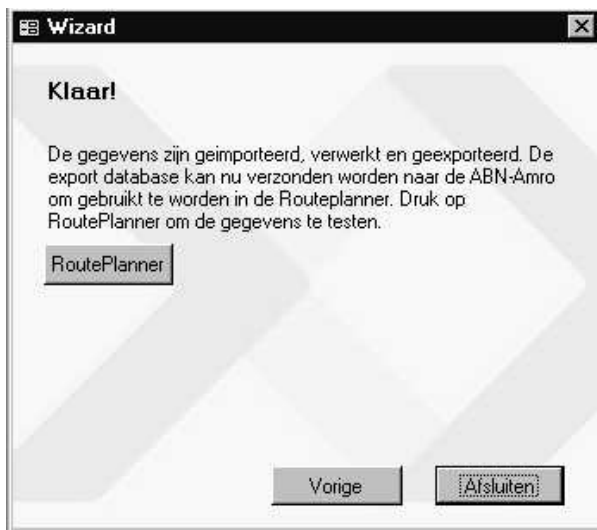 Wizard
Klaar!
De gegevens zijn geimporteerd, verwerkt en geexporteerd. De
export database kan nu verzonden worden naar de ABN-Amro
om gebruikt te worden in de Routeplanner. Druk op
RoutePlanner om de gegevens te testen.
RoutePlanner
Vorige
Afsluiten